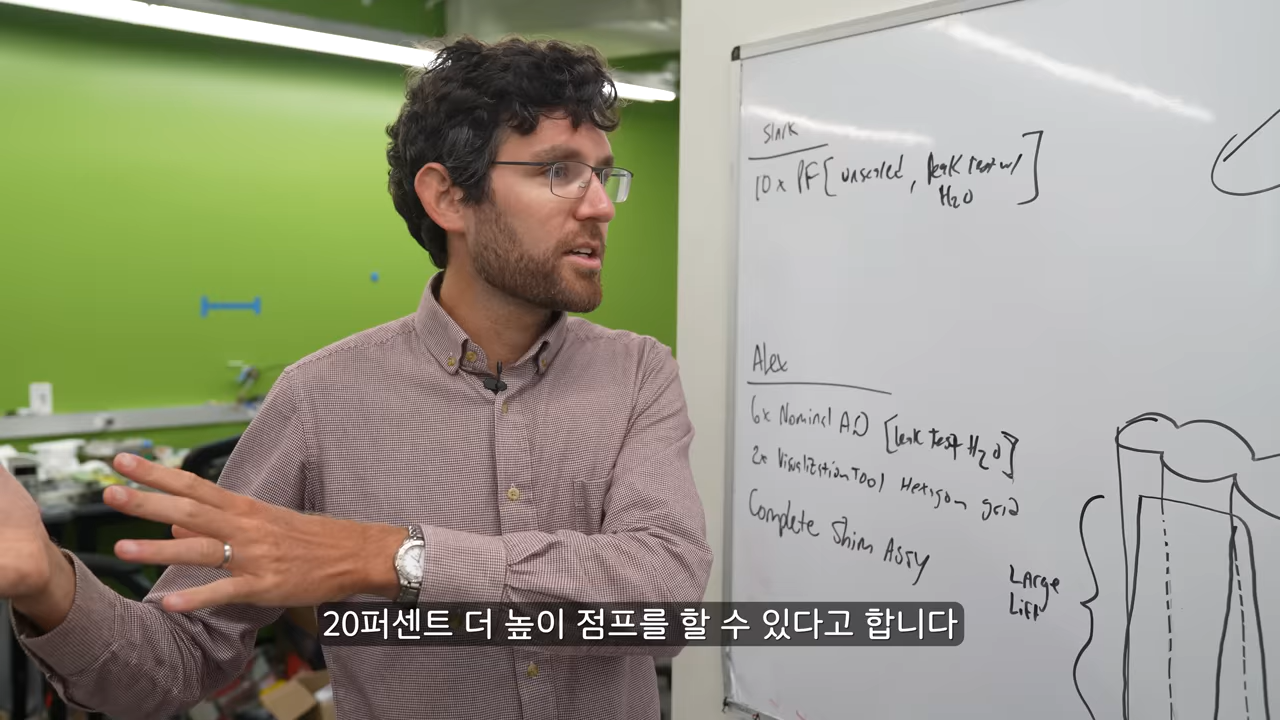 10 x PF [unsealed, leak test w/
H2O]
Alex
6x Nominal AD [leak test H2O]
2x Visualization Tool Hexigon grid
Complete Shim Assy
Large
Lift
20퍼센트 더 높이 점프를 할 수 있다고 합니다